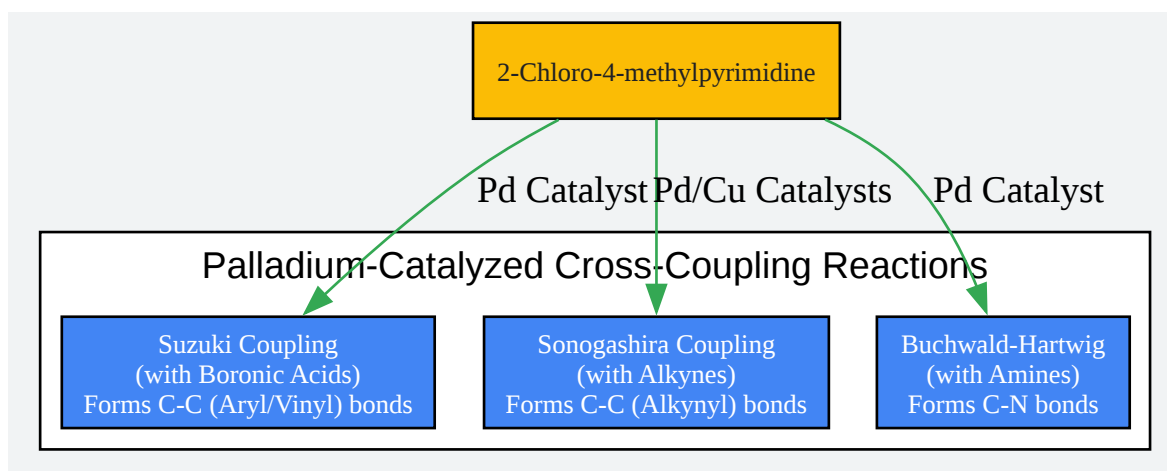 2-Chloro-4-methylpyrimidine
Pd Catalyst
Pd/Cu Catalysts
Pd Catalyst
Palladium-Catalyzed Cross-Coupling Reactions
Suzuki Coupling
(with Boronic Acids)
Forms C-C (Aryl/Vinyl) bonds
Sonogashira Coupling
(with Alkynes)
Forms C-C (Alkynyl) bonds
Buchwald-Hartwig
(with Amines)
Forms C-N bonds